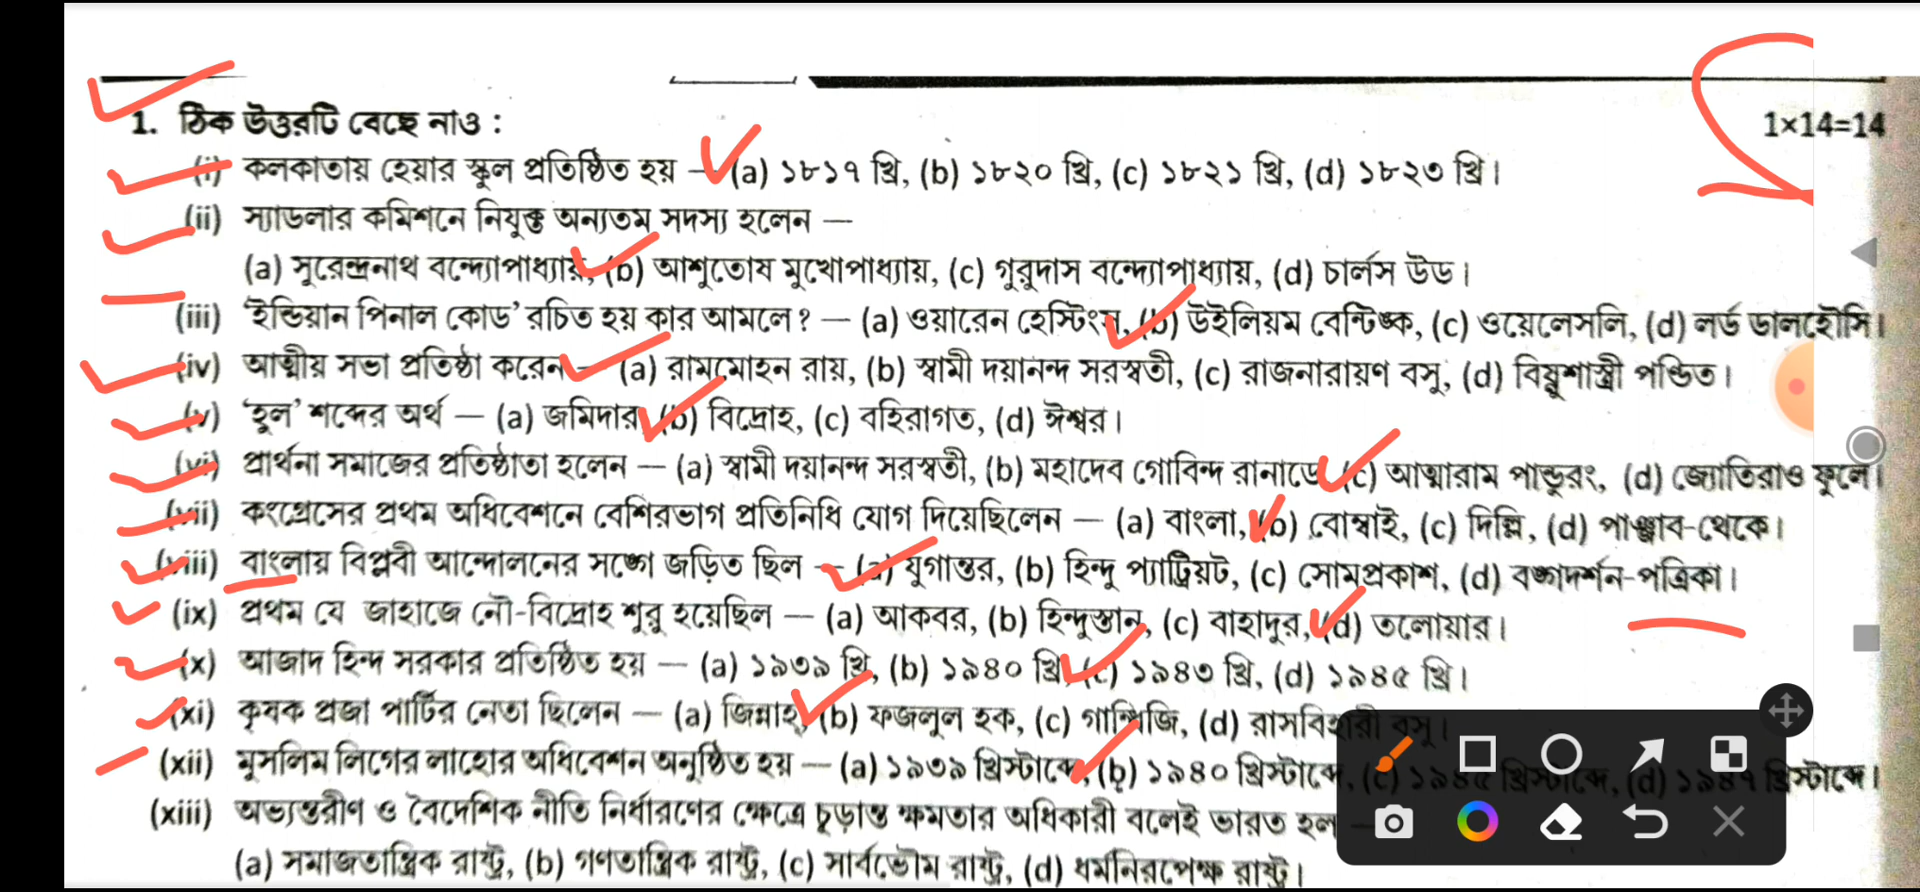 1. ঠিক উত্তরটি বেছে নাও : 1×14=14
(i) কলকাতায় হেয়ার স্কুল প্রতিষ্ঠিত হয় — (a) ১৮১৭ খ্রি, (b) ১৮২০ খ্রি, (c) ১৮২১ খ্রি, (d) ১৮২৩ খ্রি।
(ii) স্যাডলার কমিশনে নিযুক্ত অন্যতম সদস্য হলেন —
(a) সুরেন্দ্রনাথ বন্দ্যোপাধ্যায়, (b) আশুতোষ মুখোপাধ্যায়, (c) গুরুদাস বন্দ্যোপাধ্যায়, (d) চার্লস উড।
(iii) ‘ইন্ডিয়ান পিনাল কোড’ রচিত হয় কার আমলে? — (a) ওয়ারেন হেস্টিংস, (b) উইলিয়ম বেন্টিঙ্ক, (c) ওয়েলেসলি, (d) লর্ড ডালহৌসি।
(iv) আত্মীয় সভা প্রতিষ্ঠা করেন — (a) রামমোহন রায়, (b) স্বামী দয়ানন্দ সরস্বতী, (c) রাজনারায়ণ বসু, (d) বিষ্ণুশাস্ত্রী পণ্ডিত।
(v) ‘হুল’ শব্দের অর্থ — (a) জমিদার, (b) বিদ্রোহ, (c) বহিরাগত, (d) ঈশ্বর।
(vi) প্রার্থনা সমাজের প্রতিষ্ঠাতা হলেন — (a) স্বামী দয়ানন্দ সরস্বতী, (b) মহাদেব গোবিন্দ রানাডে, (c) আত্মারাম পান্ডুরং, (d) জ্যোতিরাও ফুলে।
(vii) কংগ্রেসের প্রথম অধিবেশনে বেশিরভাগ প্রতিনিধি যোগ দিয়েছিলেন — (a) বাংলা, (b) বোম্বাই, (c) দিল্লি, (d) পাঞ্জাব-থেকে।
(viii) বাংলায় বিপ্লবী আন্দোলনের সঙ্গে জড়িত ছিল — (a) যুগান্তর, (b) হিন্দু প্যাট্রিয়ট, (c) সোমপ্রকাশ, (d) বঙ্গদর্শন-পত্রিকা।
(ix) প্রথম যে জাহাজে নৌ-বিদ্রোহ শুরু হয়েছিল — (a) আকবর, (b) হিন্দুস্তান, (c) বাহাদুর, (d) তলোয়ার।
(x) আজাদ হিন্দ সরকার প্রতিষ্ঠিত হয় — (a) ১৯৩৯ খ্রি, (b) ১৯৪০ খ্রি, (c) ১৯৪৩ খ্রি, (d) ১৯৪৫ খ্রি।
(xi) কৃষক প্রজা পার্টির নেতা ছিলেন — (a) জিন্নাহ, (b) ফজলুল হক, (c) গান্ধিজি, (d) রাসবিহারী বসু।
(xii) মুসলিম লিগের লাহোর অধিবেশন অনুষ্ঠিত হয় — (a) ১৯৩৯ খ্রিস্টাব্দে, (b) ১৯৪০ খ্রিস্টাব্দে, (c) ১৯৪৫ খ্রিস্টাব্দে, (d) ১৯৪৭ খ্রিস্টাব্দে।
(xiii) অভ্যন্তরীণ ও বৈদেশিক নীতি নির্ধারণের ক্ষেত্রে চূড়ান্ত ক্ষমতার অধিকারী বলেই ভারত হল
(a) সমাজতান্ত্রিক রাষ্ট্র, (b) গণতান্ত্রিক রাষ্ট্র, (c) সার্বভৌম রাষ্ট্র, (d) ধর্মনিরপেক্ষ রাষ্ট্র।